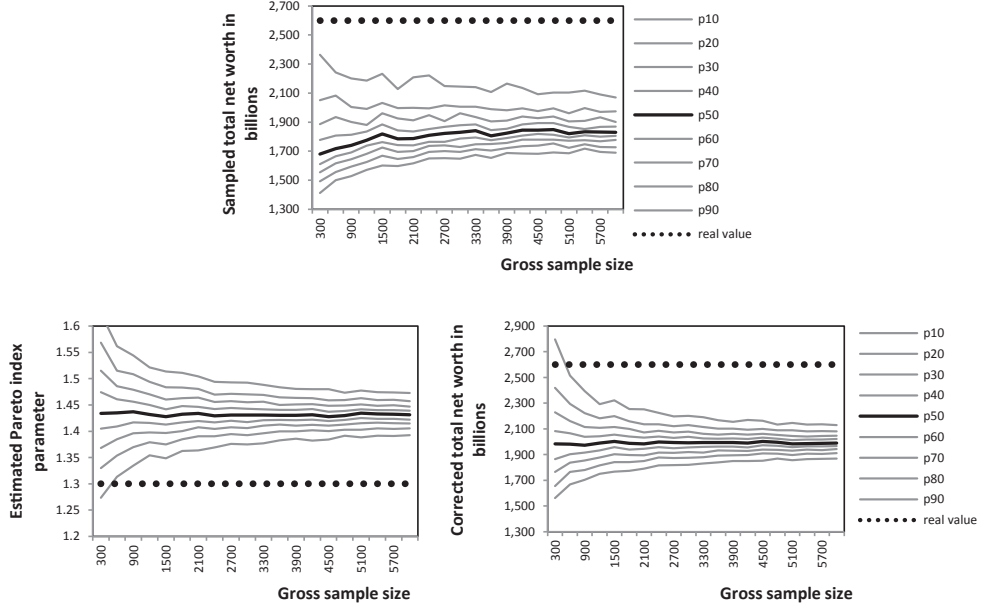 Sampled total net worth in
billions
2,700
2,500
2,300
2,100
1,900
1,700
1,500
1,300
300
900
1500
2100
2700
3300
3900
4500
5100
5700
Gross sample size
p10
p20
p30
p40
p50
p60
p70
p80
p90
real value
Estimated Pareto index
parameter
1.6
1.55
1.5
1.45
1.4
1.35
1.3
1.25
1.2
300
900
1500
2100
2700
3300
3900
4500
5100
5700
Gross sample size
Corrected total net worth in
billions
2,900
2,700
2,500
2,300
2,100
1,900
1,700
1,500
1,300
300
900
1500
2100
2700
3300
3900
4500
5100
5700
Gross sample size
p10
p20
p30
p40
p50
p60
p70
p80
p90
real value